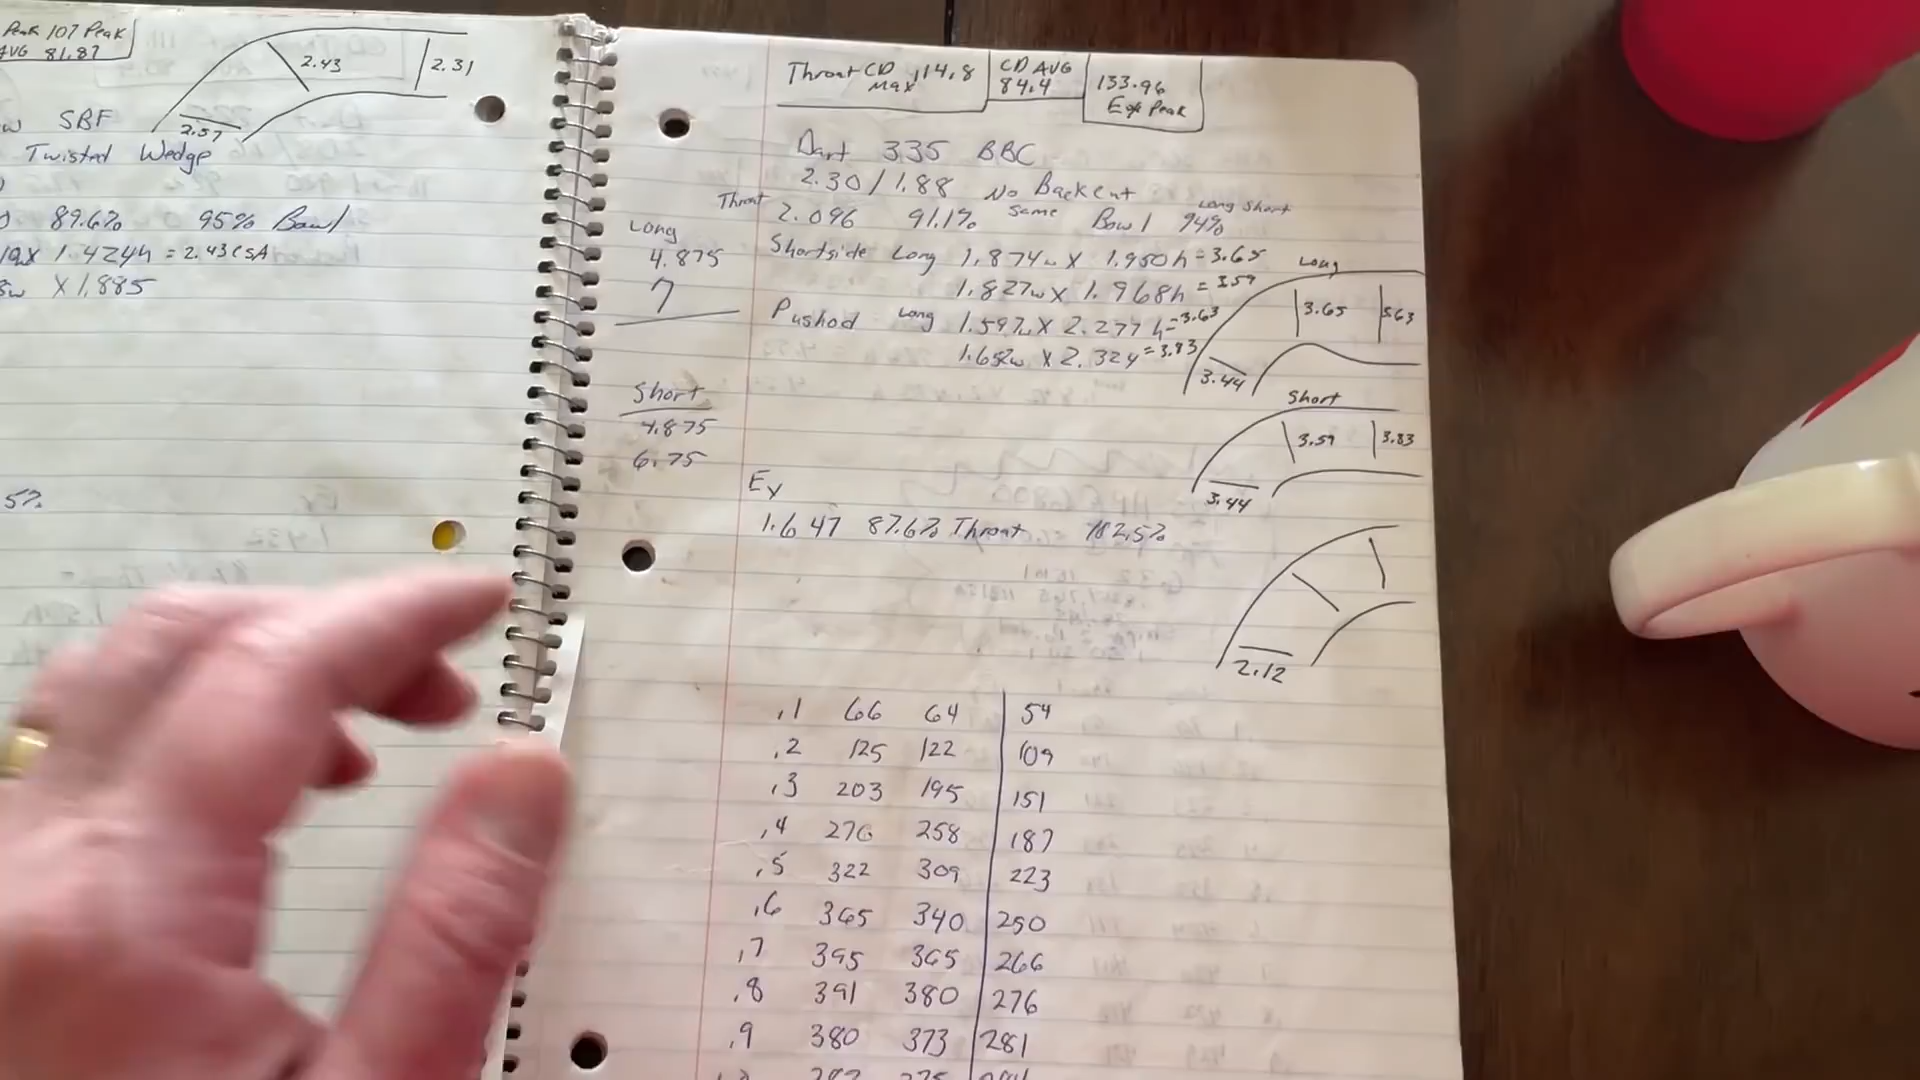 Peak 107 Peak
AVG 81.87
2.43
2.31
2.57
SBF
Twisted Wedge
89.6% 95% Bowl
x 1.424h = 2.43 CSA
x 1.885
5%
Throat CD Max 114.8
CD AVG 84.4
133.96
Exh Peak
Dart 335 BBC
2.30/1.88 No Backcut
Throat 2.096 91.1% Same Bowl 94% Long Short
Long
4.875
7
Shortside Long 1.874w x 1.950h = 3.65
1.827w x 1.968h = 3.59
Pushod Long 1.597w x 2.277h = 3.63
1.652w x 2.324 = 3.83
Long
3.65
3.63
3.44
Short
4.875
6.75
Short
3.59
3.83
3.44
Ex
1.647 87.6% Throat 102.5%
2.12
.1 66 64 54
.2 125 122 109
.3 203 195 151
.4 276 258 187
.5 322 309 223
.6 365 340 250
.7 395 365 266
.8 391 380 276
.9 380 373 281